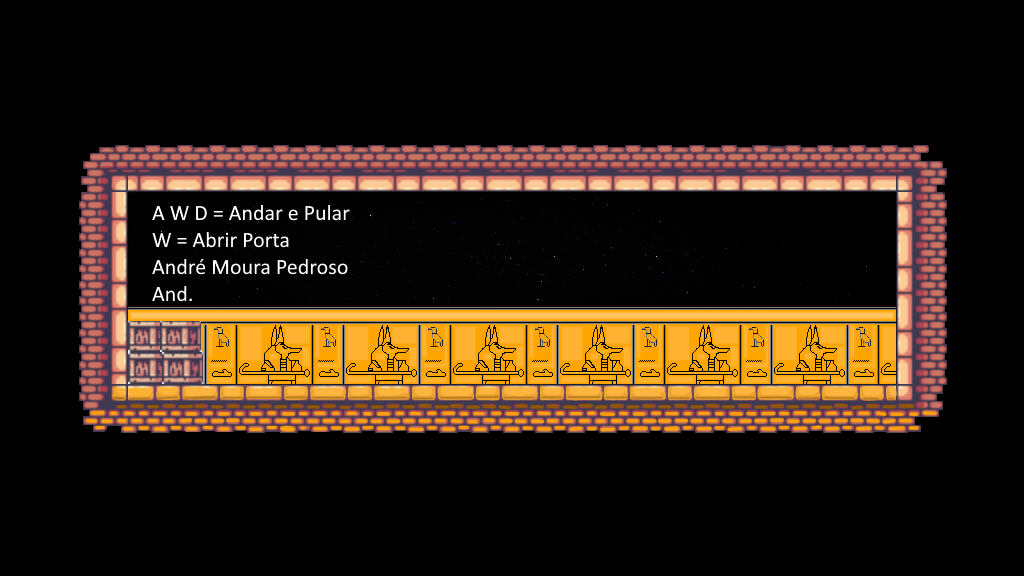 A W D = Andar e Pular
W = Abrir Porta
André Moura Pedroso
And.